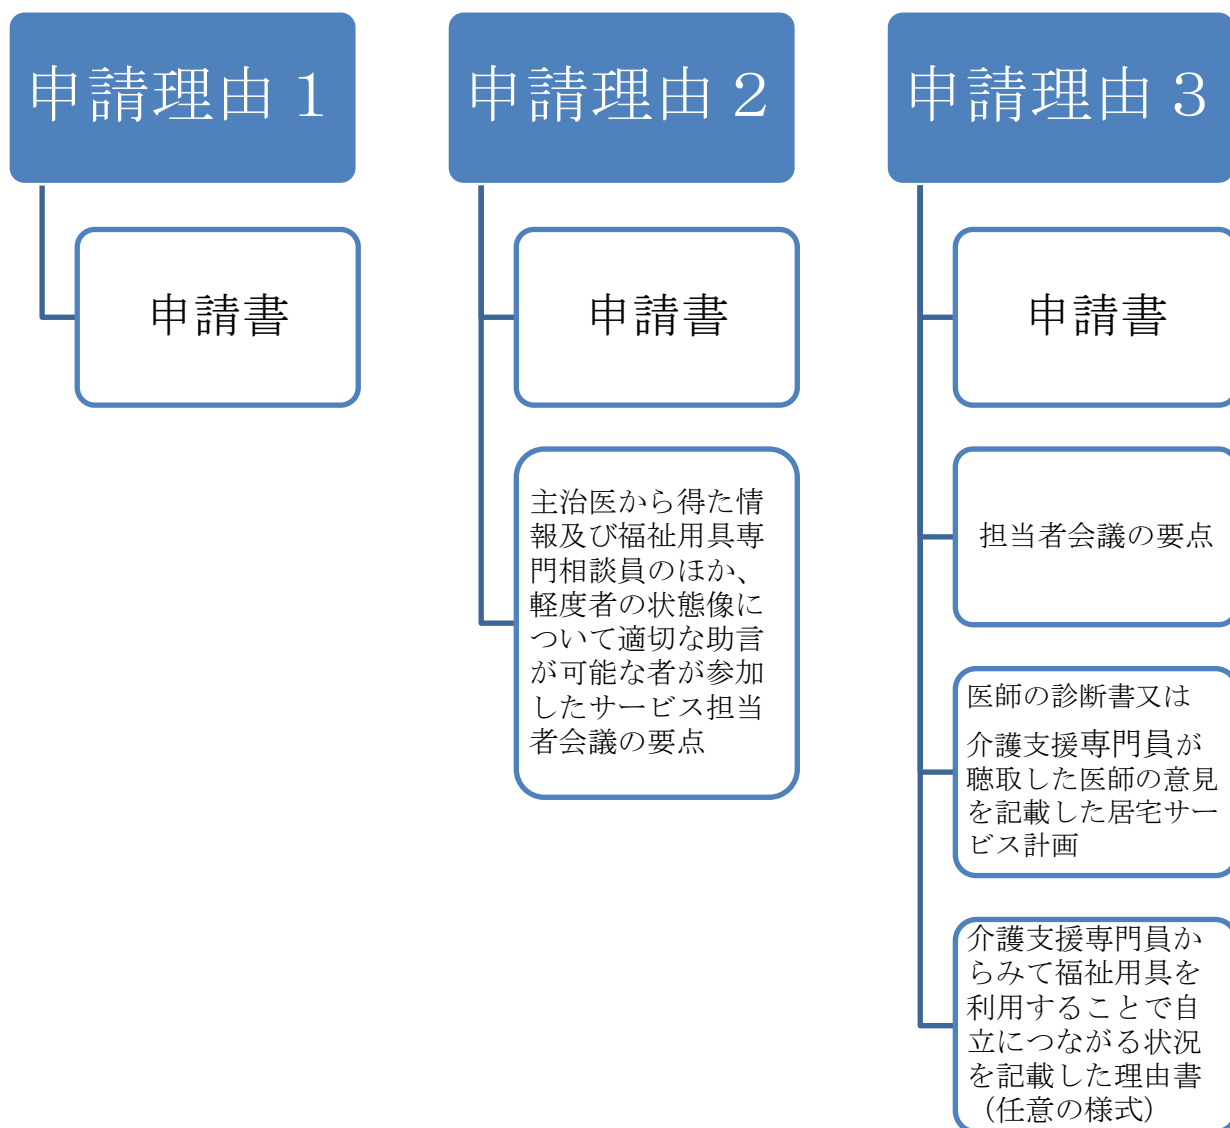 申請理由１
申請書
申請理由２
申請書
主治医から得た情
報及び福祉用具専
門相談員のほか、
軽度者の状態像に
ついて適切な助言
が可能な者が参加
したサービス担当
者会議の要点
申請理由３
申請書
担当者会議の要点
医師の診断書又は
介護支援専門員が
聴取した医師の意見
を記載した居宅サー
ビス計画
介護支援専門員か
らみて福祉用具を
利用することで自
立につながる状況
を記載した理由書
（任意の様式）